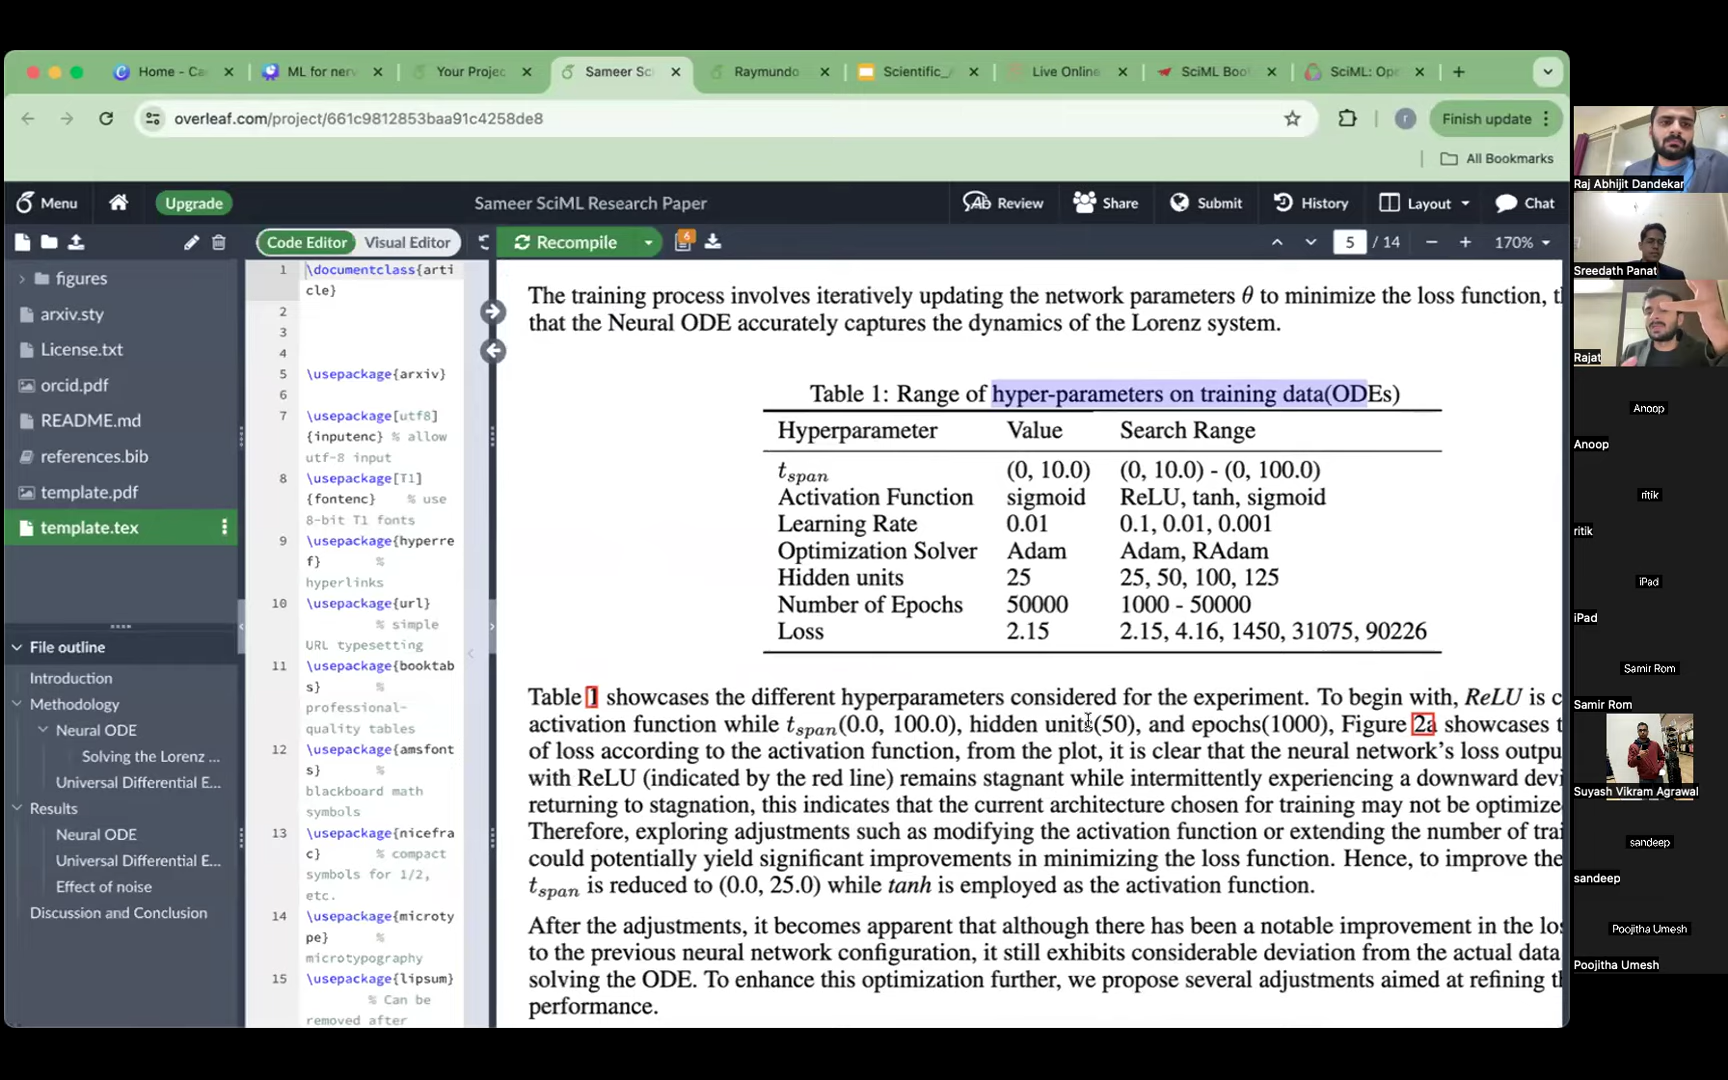 Home - Ca
ML for nerv
Your Projec
Sameer Sci
Raymundo
Scientific_A
Live Online
SciML Boo
SciML: Ope
overleaf.com/project/661c9812853baa91c4258de8
r
Finish update
All Bookmarks
Menu
Upgrade
Sameer SciML Research Paper
Review
Share
Submit
History
Layout
Chat
Code Editor
Visual Editor
Recompile
6
5 / 14
170%
figures
arxiv.sty
License.txt
orcid.pdf
README.md
references.bib
template.pdf
template.tex
File outline
Introduction
Methodology
Neural ODE
Solving the Lorenz ...
Universal Differential E...
Results
Neural ODE
Universal Differential E...
Effect of noise
Discussion and Conclusion
1 \documentclass{arti
cle}
2
3
4
5 \usepackage{arxiv}
6
7 \usepackage[utf8]
{inputenc} % allow
utf-8 input
8 \usepackage[T1]
{fontenc} % use
8-bit T1 fonts
9 \usepackage{hyperre
f} %
hyperlinks
10 \usepackage{url}
% simple
URL typesetting
11 \usepackage{booktab
s} %
professional-
quality tables
12 \usepackage{amsfont
s} %
blackboard math
symbols
13 \usepackage{nicefra
c} % compact
symbols for 1/2,
etc.
14 \usepackage{microty
pe} %
microtypography
15 \usepackage{lipsum}
% Can be
removed after
The training process involves iteratively updating the network parameters θ to minimize the loss function, t
that the Neural ODE accurately captures the dynamics of the Lorenz system.
Table 1: Range of hyper-parameters on training data(ODEs)
Hyperparameter Value Search Range
tspan (0, 10.0) (0, 10.0) - (0, 100.0)
Activation Function sigmoid ReLU, tanh, sigmoid
Learning Rate 0.01 0.1, 0.01, 0.001
Optimization Solver Adam Adam, RAdam
Hidden units 25 25, 50, 100, 125
Number of Epochs 50000 1000 - 50000
Loss 2.15 2.15, 4.16, 1450, 31075, 90226
Table 1 showcases the different hyperparameters considered for the experiment. To begin with, ReLU is c
activation function while tspan(0.0, 100.0), hidden units(50), and epochs(1000), Figure 2a showcases t
of loss according to the activation function, from the plot, it is clear that the neural network's loss outpu
with ReLU (indicated by the red line) remains stagnant while intermittently experiencing a downward devi
returning to stagnation, this indicates that the current architecture chosen for training may not be optimize
Therefore, exploring adjustments such as modifying the activation function or extending the number of trai
could potentially yield significant improvements in minimizing the loss function. Hence, to improve the
tspan is reduced to (0.0, 25.0) while tanh is employed as the activation function.
After the adjustments, it becomes apparent that although there has been a notable improvement in the los
to the previous neural network configuration, it still exhibits considerable deviation from the actual data
solving the ODE. To enhance this optimization further, we propose several adjustments aimed at refining th
performance.
Raj Abhijit Dandekar
Sreedath Panat
Rajat
Anoop
Anoop
ritik
ritik
iPad
iPad
Samir Rom
Samir Rom
Suyash Vikram Agrawal
sandeep
sandeep
Poojitha Umesh
Poojitha Umesh